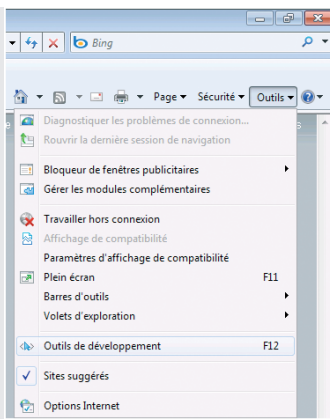 Bing
Page Sécurité Outils
Diagnostiquer les problèmes de connexion...
Rouvrir la dernière session de navigation
Bloqueur de fenêtres publicitaires
Gérer les modules complémentaires
Travailler hors connexion
Affichage de compatibilité
Paramètres d'affichage de compatibilité
Plein écran F11
Barres d'outils
Volets d'exploration
Outils de développement F12
Sites suggérés
Options Internet